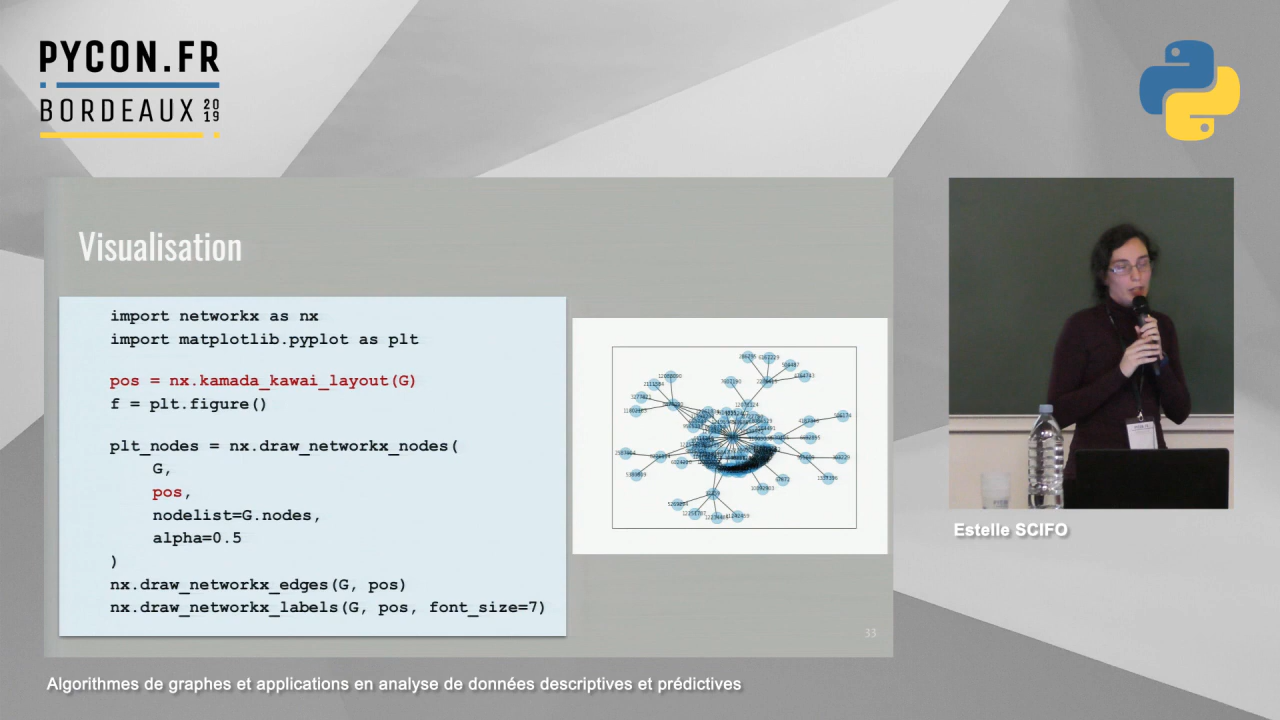 PYCON.FR
BORDEAUX 2019
Visualisation
import networkx as nx
import matplotlib.pyplot as plt
pos = nx.kamada_kawai_layout(G)
f = plt.figure()
plt_nodes = nx.draw_networkx_nodes(
G,
pos,
nodelist=G.nodes,
alpha=0.5
)
nx.draw_networkx_edges(G, pos)
nx.draw_networkx_labels(G, pos, font_size=7)
33
Estelle SCIFO
Algorithmes de graphes et applications en analyse de données descriptives et prédictives